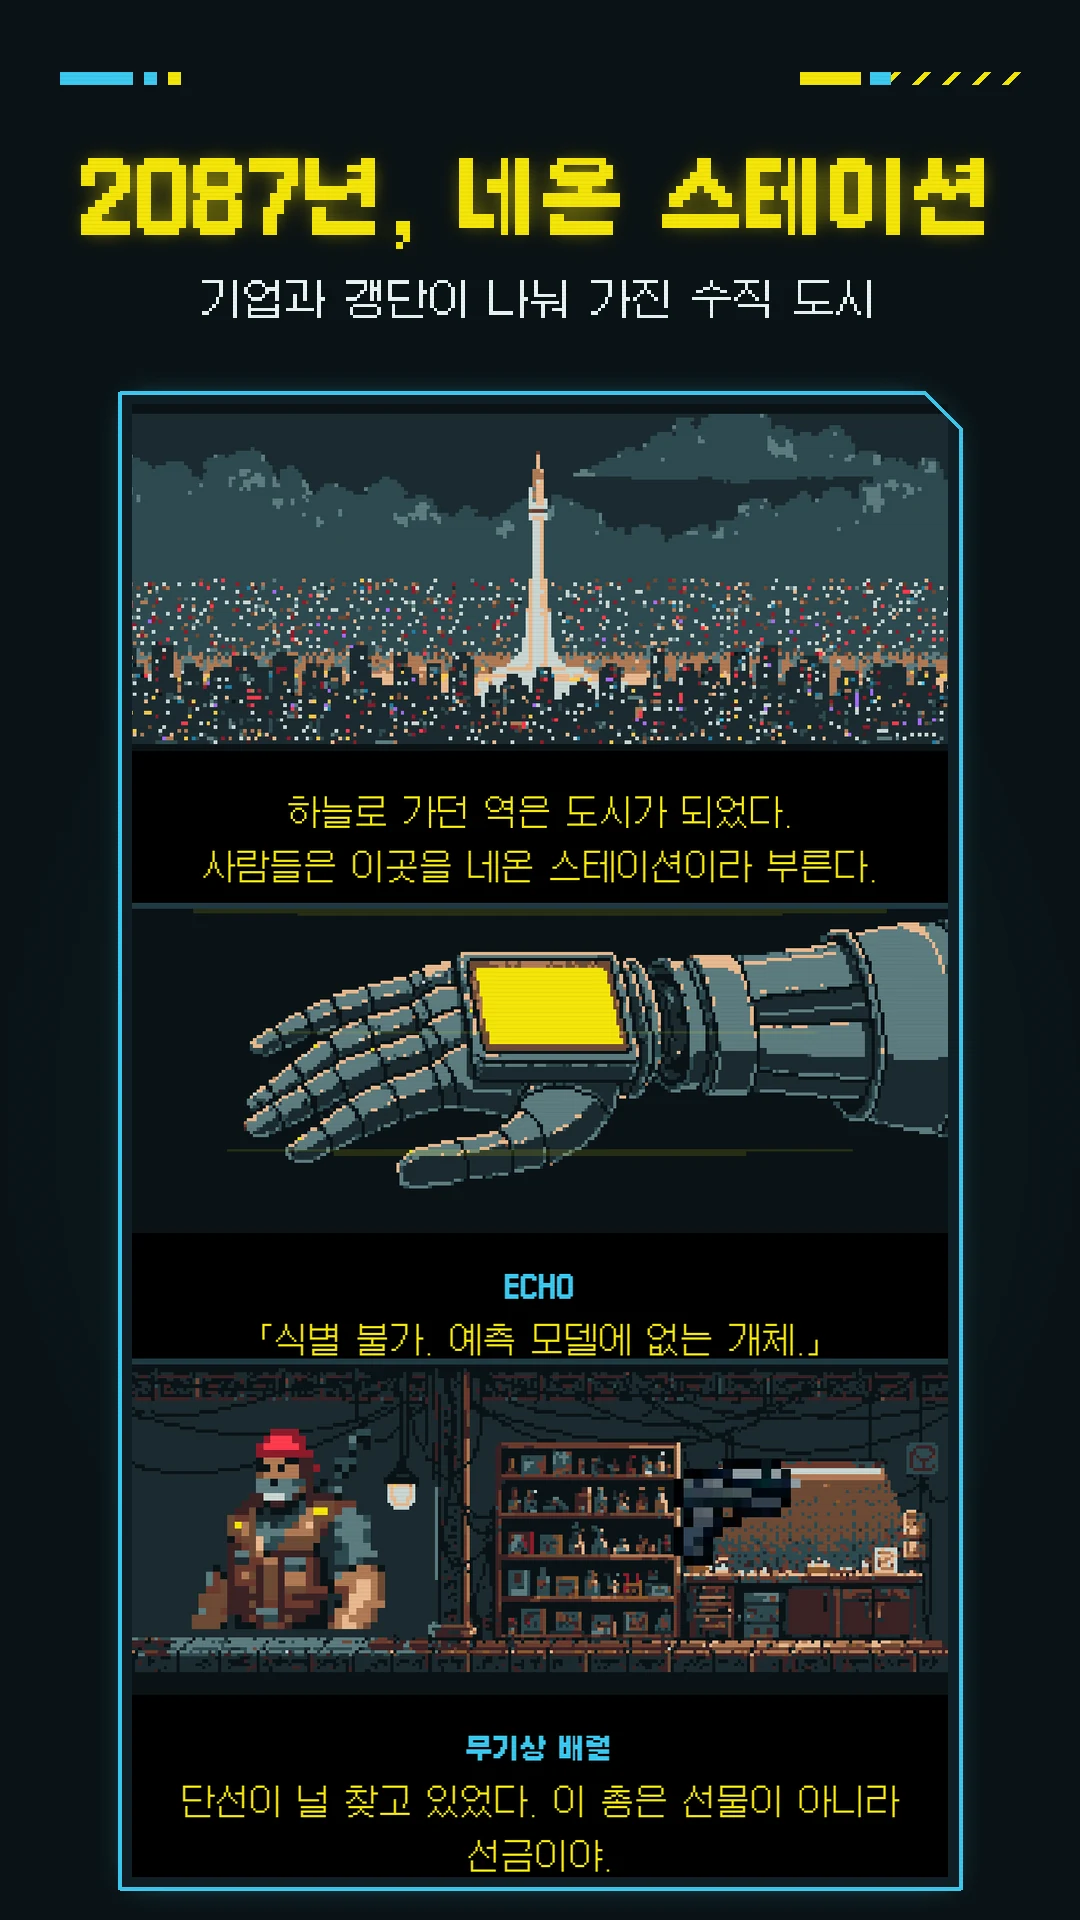 2087년, 네온 스테이션
기업과 갱단이 나눠 가진 수직 도시
하늘로 가던 역은 도시가 되었다.
사람들은 이곳을 네온 스테이션이라 부른다.
ECHO
「식별 불가. 예측 모델에 없는 개체.」
무기상 배럴
단선이 널 찾고 있었다. 이 총은 선물이 아니라
선금이야.